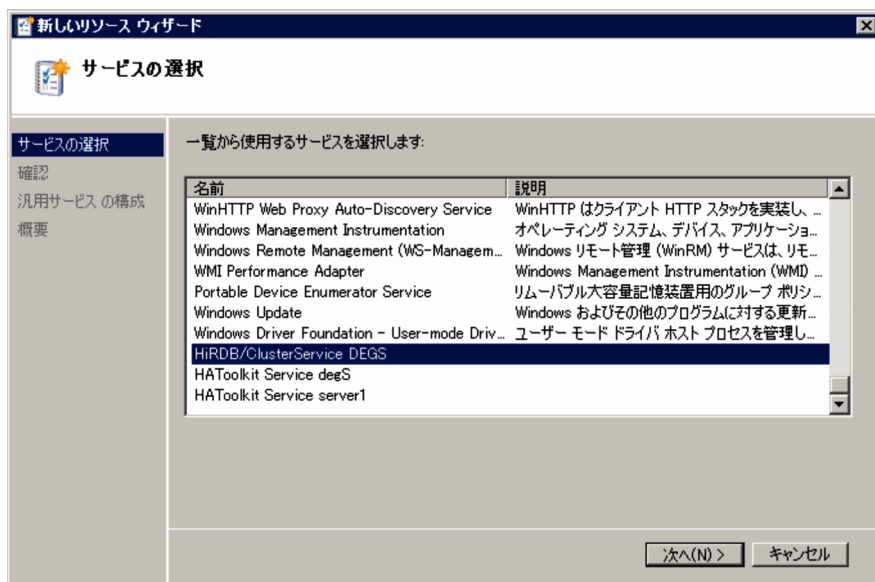 新しいリソース ウィザード
サービスの選択
サービスの選択
確認
汎用サービス の構成
概要
一覧から使用するサービスを選択します:
名前 説明
WinHTTP Web Proxy Auto-Discovery Service WinHTTP はクライアント HTTP スタックを実装し、...
Windows Management Instrumentation オペレーティング システム、デバイス、アプリケーショ...
Windows Remote Management (WS-Managem... Windows リモート管理 (WinRM) サービスは、リモ...
WMI Performance Adapter Windows Management Instrumentation (WMI) ...
Portable Device Enumerator Service リムーバブル大容量記憶装置用のグループ ポリシ...
Windows Update Windows およびその他のプログラムに対する更新...
Windows Driver Foundation - User-mode Driv... ユーザー モード ドライバ ホスト プロセスを管理し...
HiRDB/ClusterService DEGS
HAToolkit Service degS
HAToolkit Service server1
次へ(N) > キャンセル